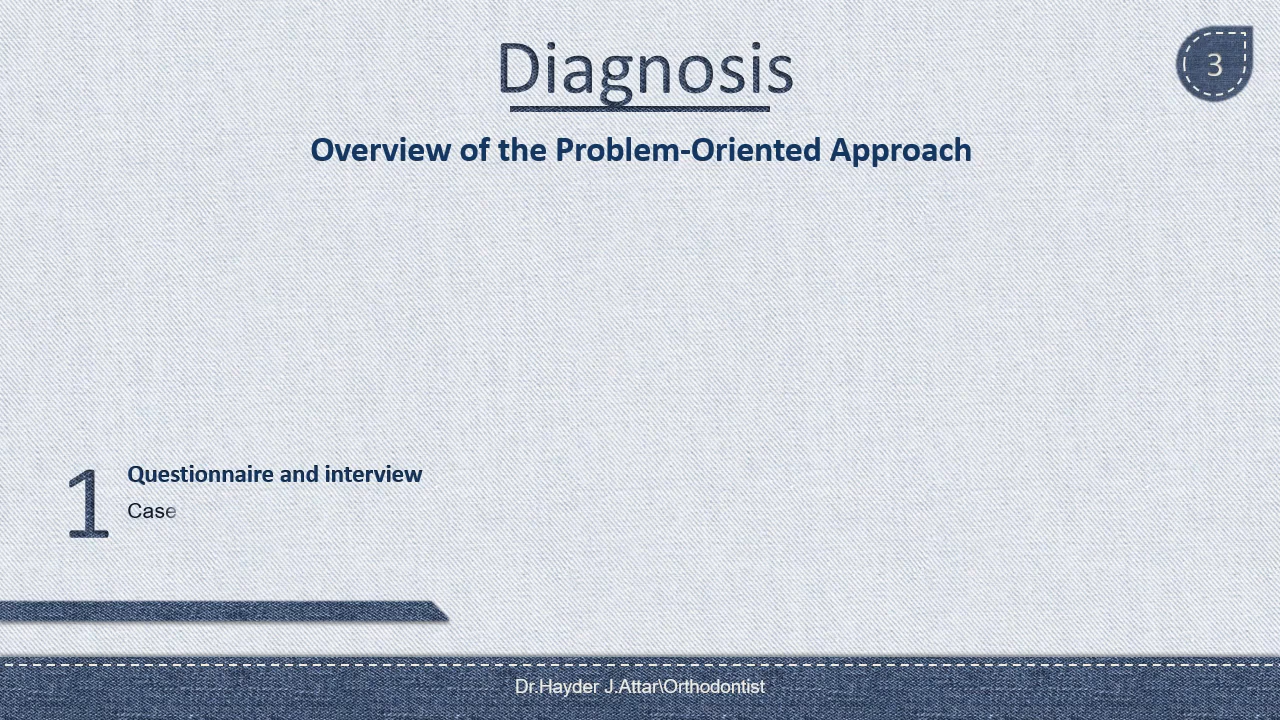 Diagnosis
3
Overview of the Problem-Oriented Approach
1
Questionnaire and interview
Case
Dr.Hayder J.Attar\Orthodontist